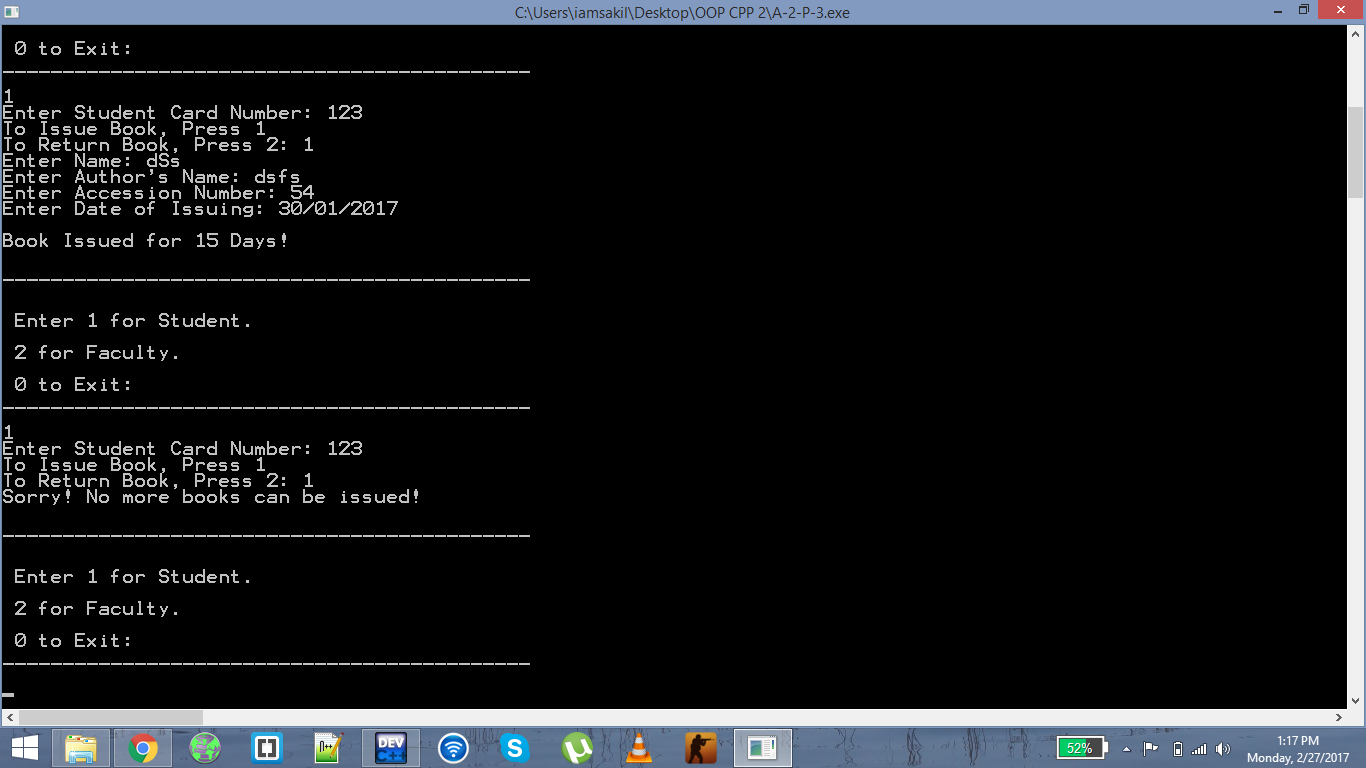 C:\Users\iamsakil\Desktop\OOP CPP 2\A-2-P-3.exe
0 to Exit:
--------------------------------------------
1
Enter Student Card Number: 123
To Issue Book, Press 1
To Return Book, Press 2: 1
Enter Name: dSs
Enter Author's Name: dsfs
Enter Accession Number: 54
Enter Date of Issuing: 30/01/2017
Book Issued for 15 Days!
--------------------------------------------
Enter 1 for Student.
2 for Faculty.
0 to Exit:
--------------------------------------------
1
Enter Student Card Number: 123
To Issue Book, Press 1
To Return Book, Press 2: 1
Sorry! No more books can be issued!
--------------------------------------------
Enter 1 for Student.
2 for Faculty.
0 to Exit:
--------------------------------------------
DEV
C++
52%
1:17 PM
Monday, 2/27/2017